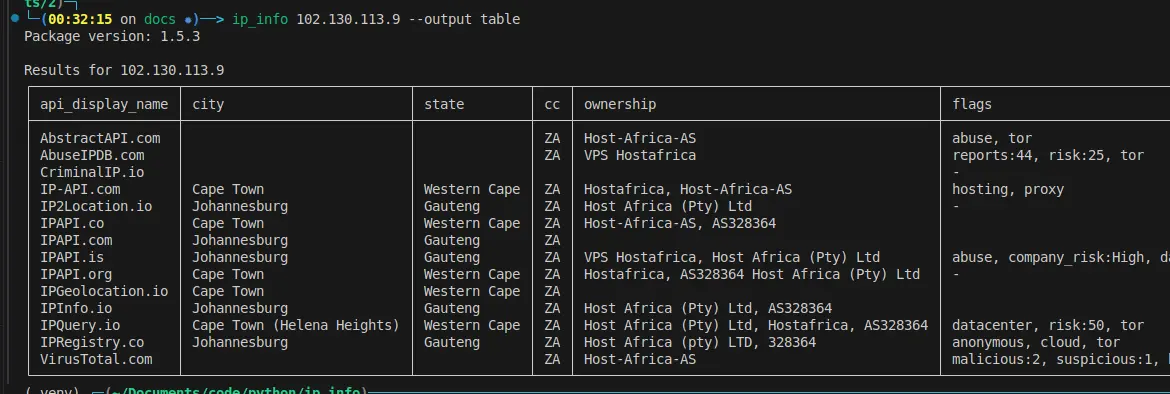 ts/2)
(00:32:15 on docs ●)──> ip_info 102.130.113.9 --output table
Package version: 1.5.3
Results for 102.130.113.9
api_display_name city state cc ownership flags
AbstractAPI.com ZA Host-Africa-AS abuse, tor
AbuseIPDB.com ZA VPS Hostafrica reports:44, risk:25, tor
CriminalIP.io -
IP-API.com Cape Town Western Cape ZA Hostafrica, Host-Africa-AS hosting, proxy
IP2Location.io Johannesburg Gauteng ZA Host Africa (Pty) Ltd -
IPAPI.co Cape Town Western Cape ZA Host-Africa-AS, AS328364
IPAPI.com Johannesburg Gauteng ZA
IPAPI.is Johannesburg Gauteng ZA VPS Hostafrica, Host Africa (Pty) Ltd abuse, company_risk:High, da
IPAPI.org Cape Town Western Cape ZA Hostafrica, AS328364 Host Africa (Pty) Ltd -
IPGeolocation.io Cape Town Western Cape ZA
IPInfo.io Johannesburg Gauteng ZA Host Africa (Pty) Ltd, AS328364
IPQuery.io Cape Town (Helena Heights) Western Cape ZA Host Africa (Pty) Ltd, Hostafrica, AS328364 datacenter, risk:50, tor
IPRegistry.co Johannesburg Gauteng ZA Host Africa (pty) LTD, 328364 anonymous, cloud, tor
VirusTotal.com ZA Host-Africa-AS malicious:2, suspicious:1,
(.venv) (~/Documents/code/python/ip_info)